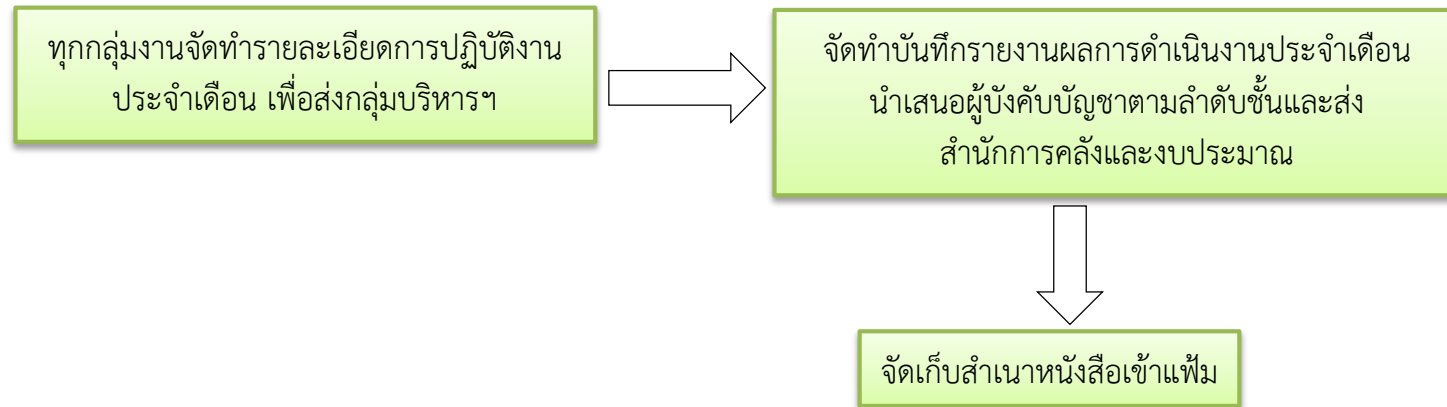 ทุกกลุ่มงานจัดทำรายละเอียดการปฏิบัติงาน
ประจำเดือน เพื่อส่งกลุ่มบริหารฯ
จัดทำบันทึกรายงานผลการดำเนินงานประจำเดือน
นำเสนอผู้บังคับบัญชาตามลำดับชั้นและส่ง
สำนักการคลังและงบประมาณ
จัดเก็บสำเนาหนังสือเข้าแฟ้ม